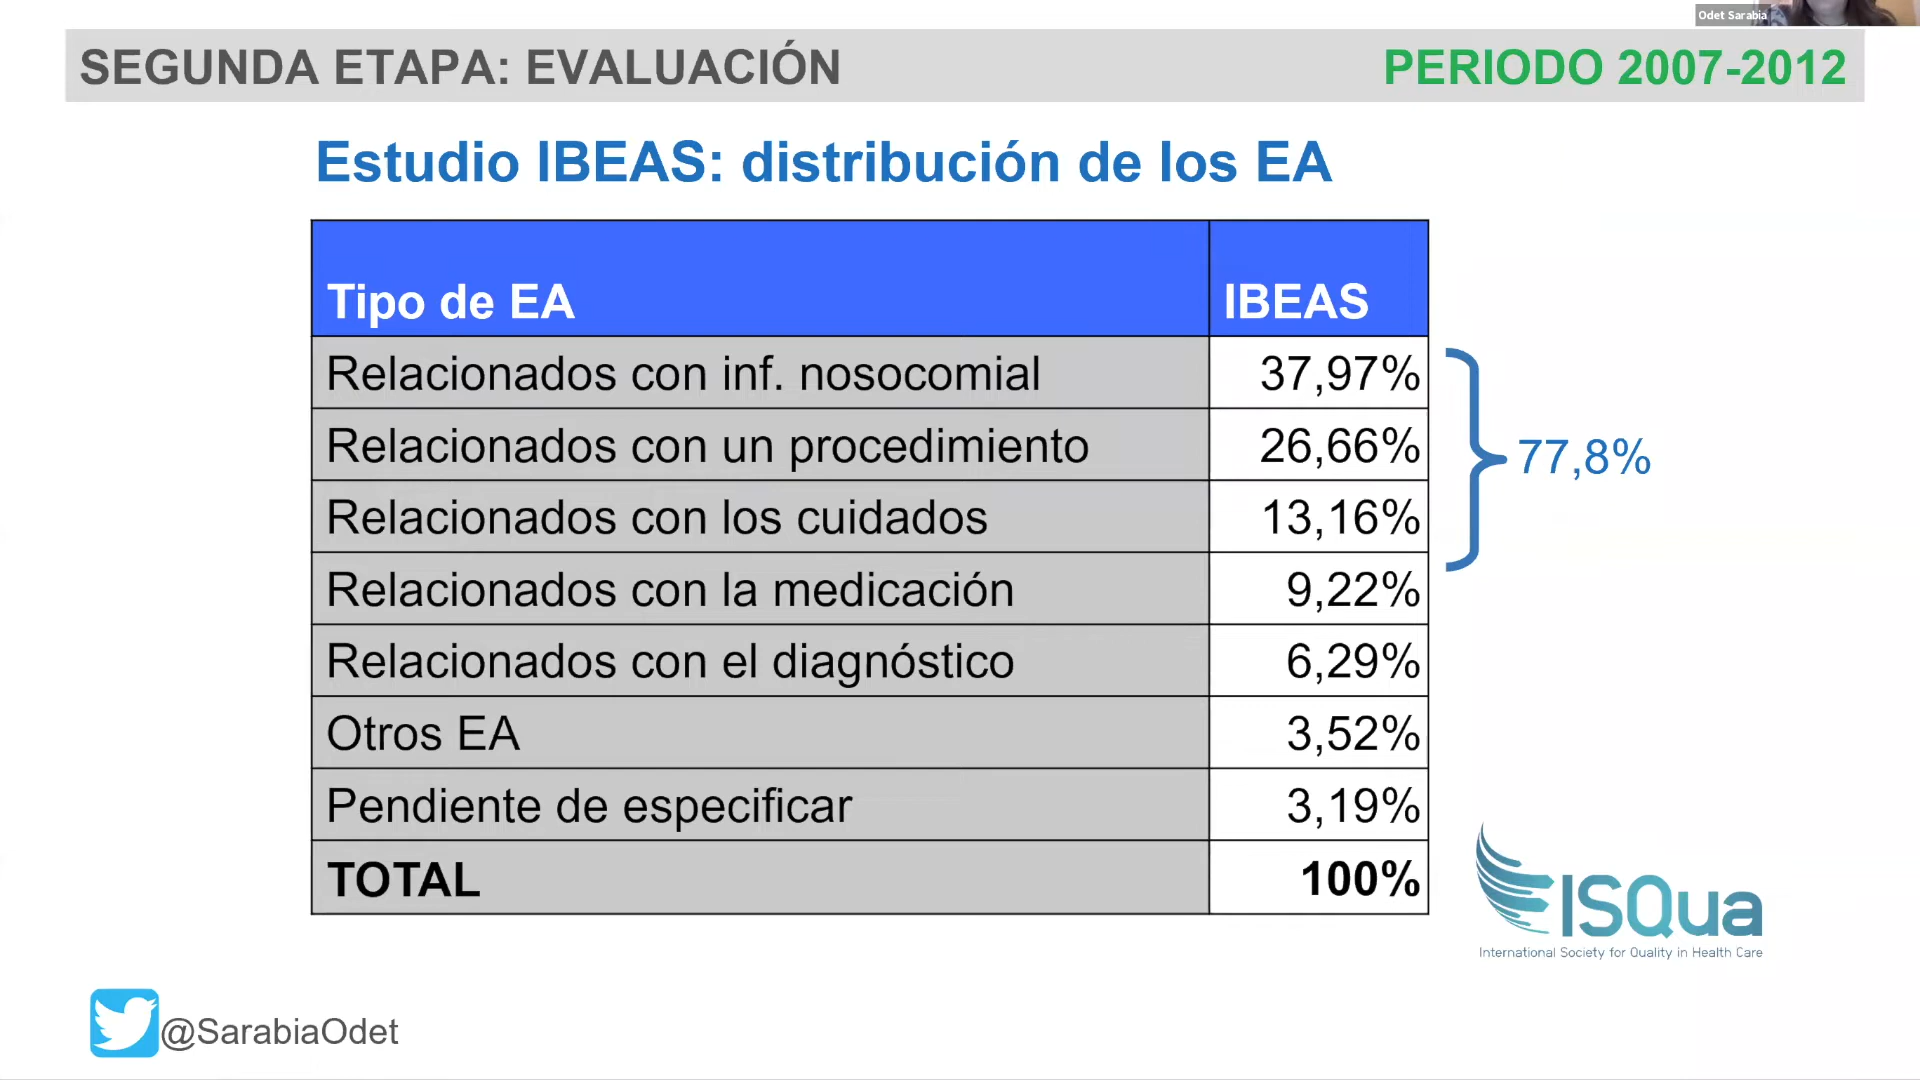 Odet Sarabia
SEGUNDA ETAPA: EVALUACIÓN
PERIODO 2007-2012
Estudio IBEAS: distribución de los EA
Tipo de EA IBEAS
Relacionados con inf. nosocomial 37,97%
Relacionados con un procedimiento 26,66%
Relacionados con los cuidados 13,16%
Relacionados con la medicación 9,22%
Relacionados con el diagnóstico 6,29%
Otros EA 3,52%
Pendiente de especificar 3,19%
TOTAL 100%
77,8%
ISQua
International Society for Quality in Health Care
@SarabiaOdet